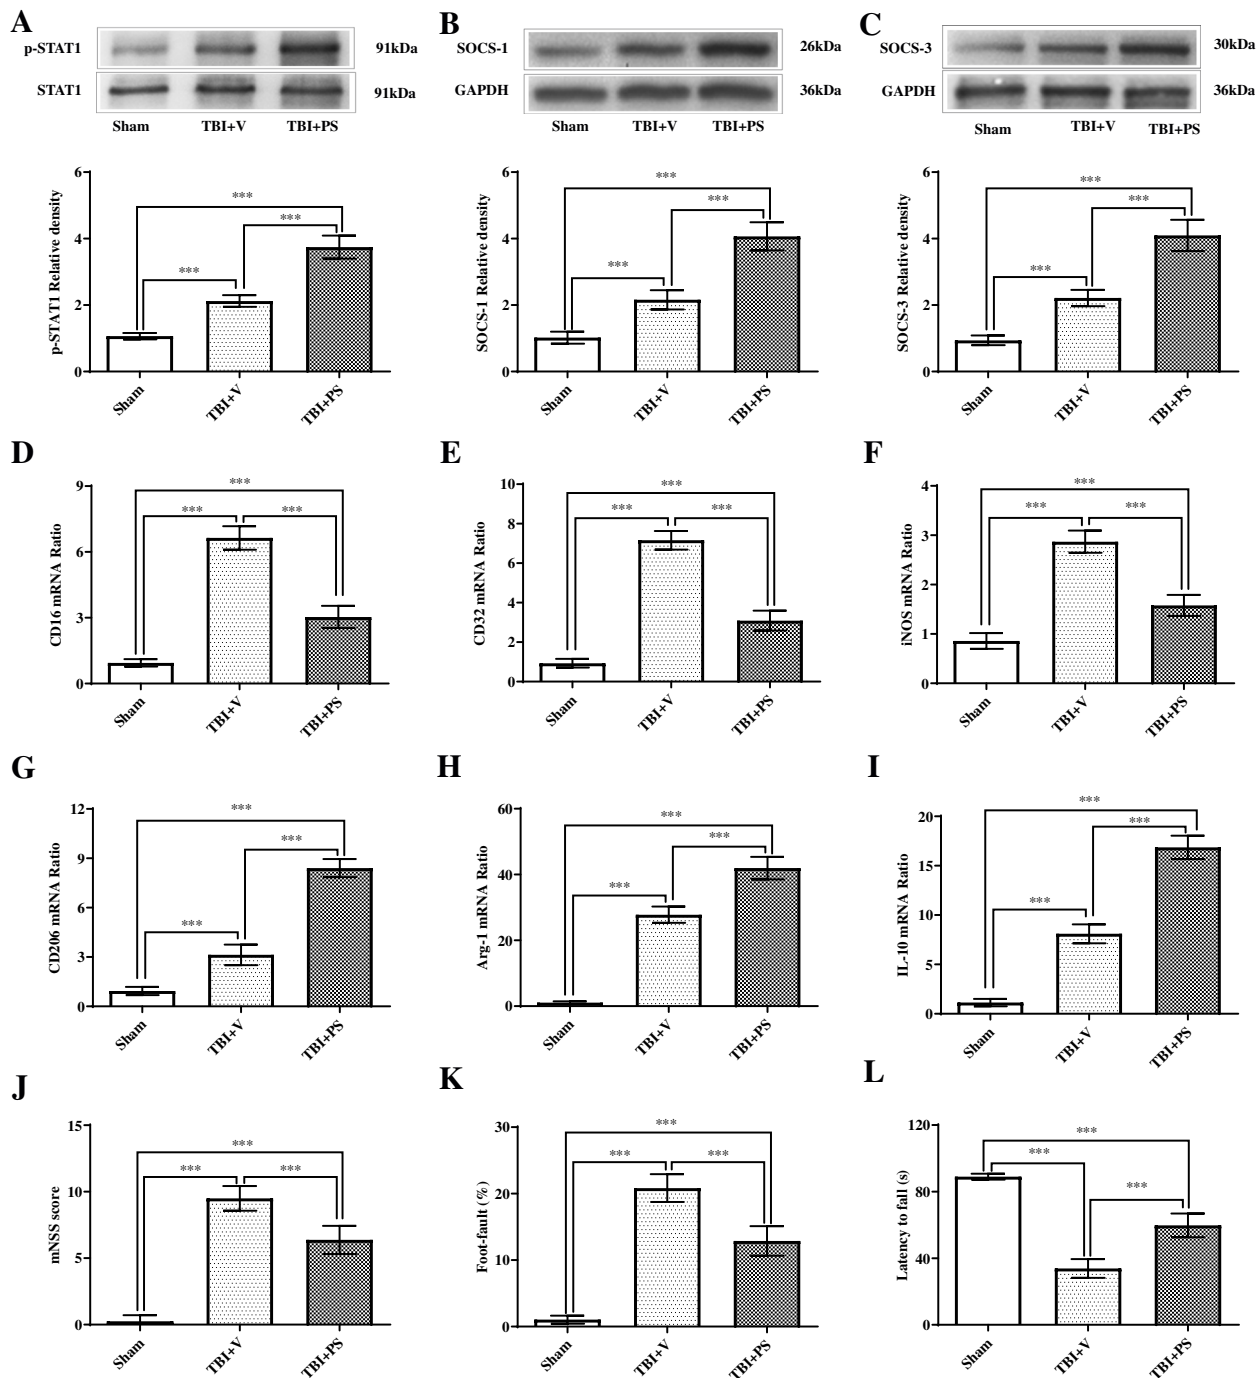 A
p-STAT1
91kDa
STAT1
91kDa
Sham TBI+V TBI+PS
p-STAT1 Relative density
6
4
2
0
***
***
***
Sham
TBI+V
TBI+PS
B
SOCS-1
26kDa
GAPDH
36kDa
Sham TBI+V TBI+PS
SOCS-1 Relative density
6
4
2
0
***
***
***
Sham
TBI+V
TBI+PS
C
SOCS-3
30kDa
GAPDH
36kDa
Sham TBI+V TBI+PS
SOCS-3 Relative density
6
4
2
0
***
***
***
Sham
TBI+V
TBI+PS
D
CD16 mRNA Ratio
9
6
3
0
***
*** ***
Sham
TBI+V
TBI+PS
E
CD32 mRNA Ratio
10
8
6
4
2
0
***
*** ***
Sham
TBI+V
TBI+PS
F
iNOS mRNA Ratio
4
3
2
1
0
***
*** ***
Sham
TBI+V
TBI+PS
G
CD206 mRNA Ratio
12
9
6
3
0
***
***
***
Sham
TBI+V
TBI+PS
H
Arg-1 mRNA Ratio
60
40
20
0
***
***
***
Sham
TBI+V
TBI+PS
I
IL-10 mRNA Ratio
20
15
10
5
0
***
***
***
Sham
TBI+V
TBI+PS
J
mNSS score
15
10
5
0
***
*** ***
Sham
TBI+V
TBI+PS
K
Foot-fault (%)
30
20
10
0
***
*** ***
Sham
TBI+V
TBI+PS
L
Latency to fall (s)
120
80
40
0
***
***
***
Sham
TBI+V
TBI+PS